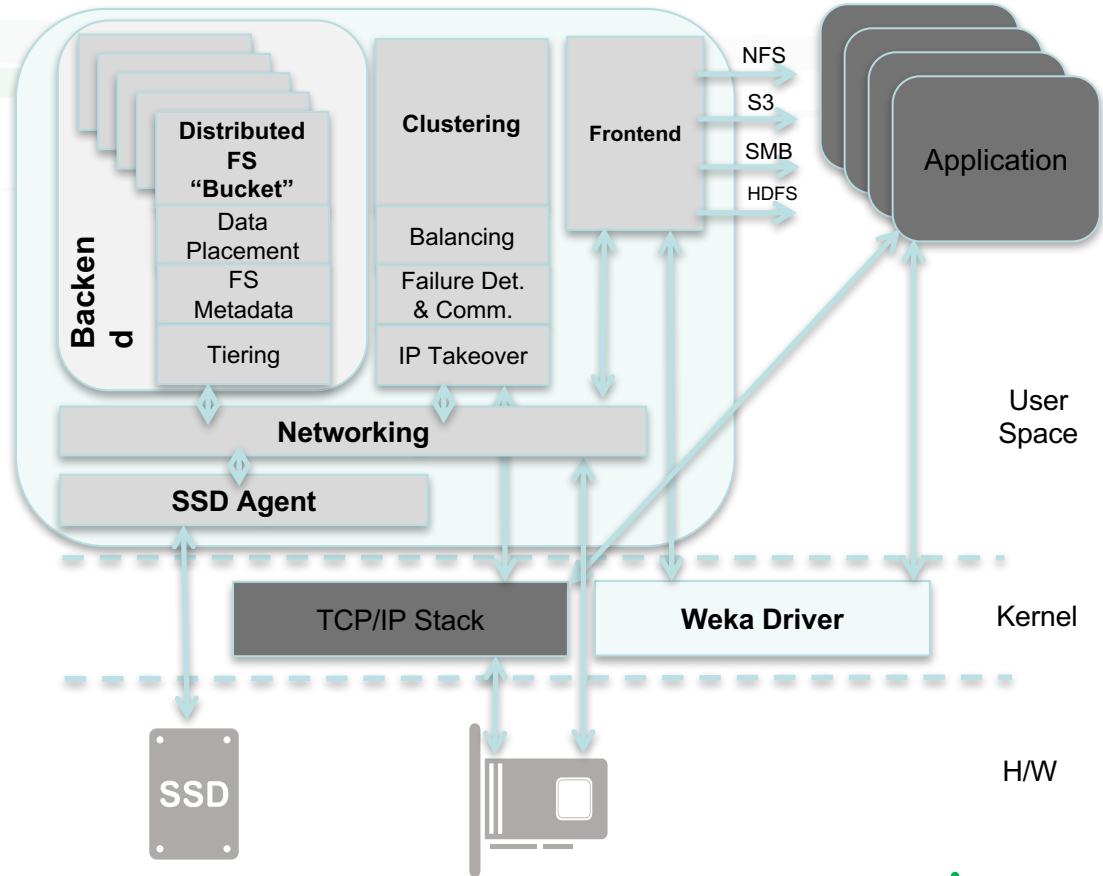 NFS
S3
SMB
HDFS
Application
Distributed
FS
“Bucket”
Data
Placement
FS
Metadata
Tiering
Backen
d
Clustering
Balancing
Failure Det.
& Comm.
IP Takeover
Frontend
Networking
SSD Agent
User
Space
TCP/IP Stack
Weka Driver
Kernel
SSD
H/W